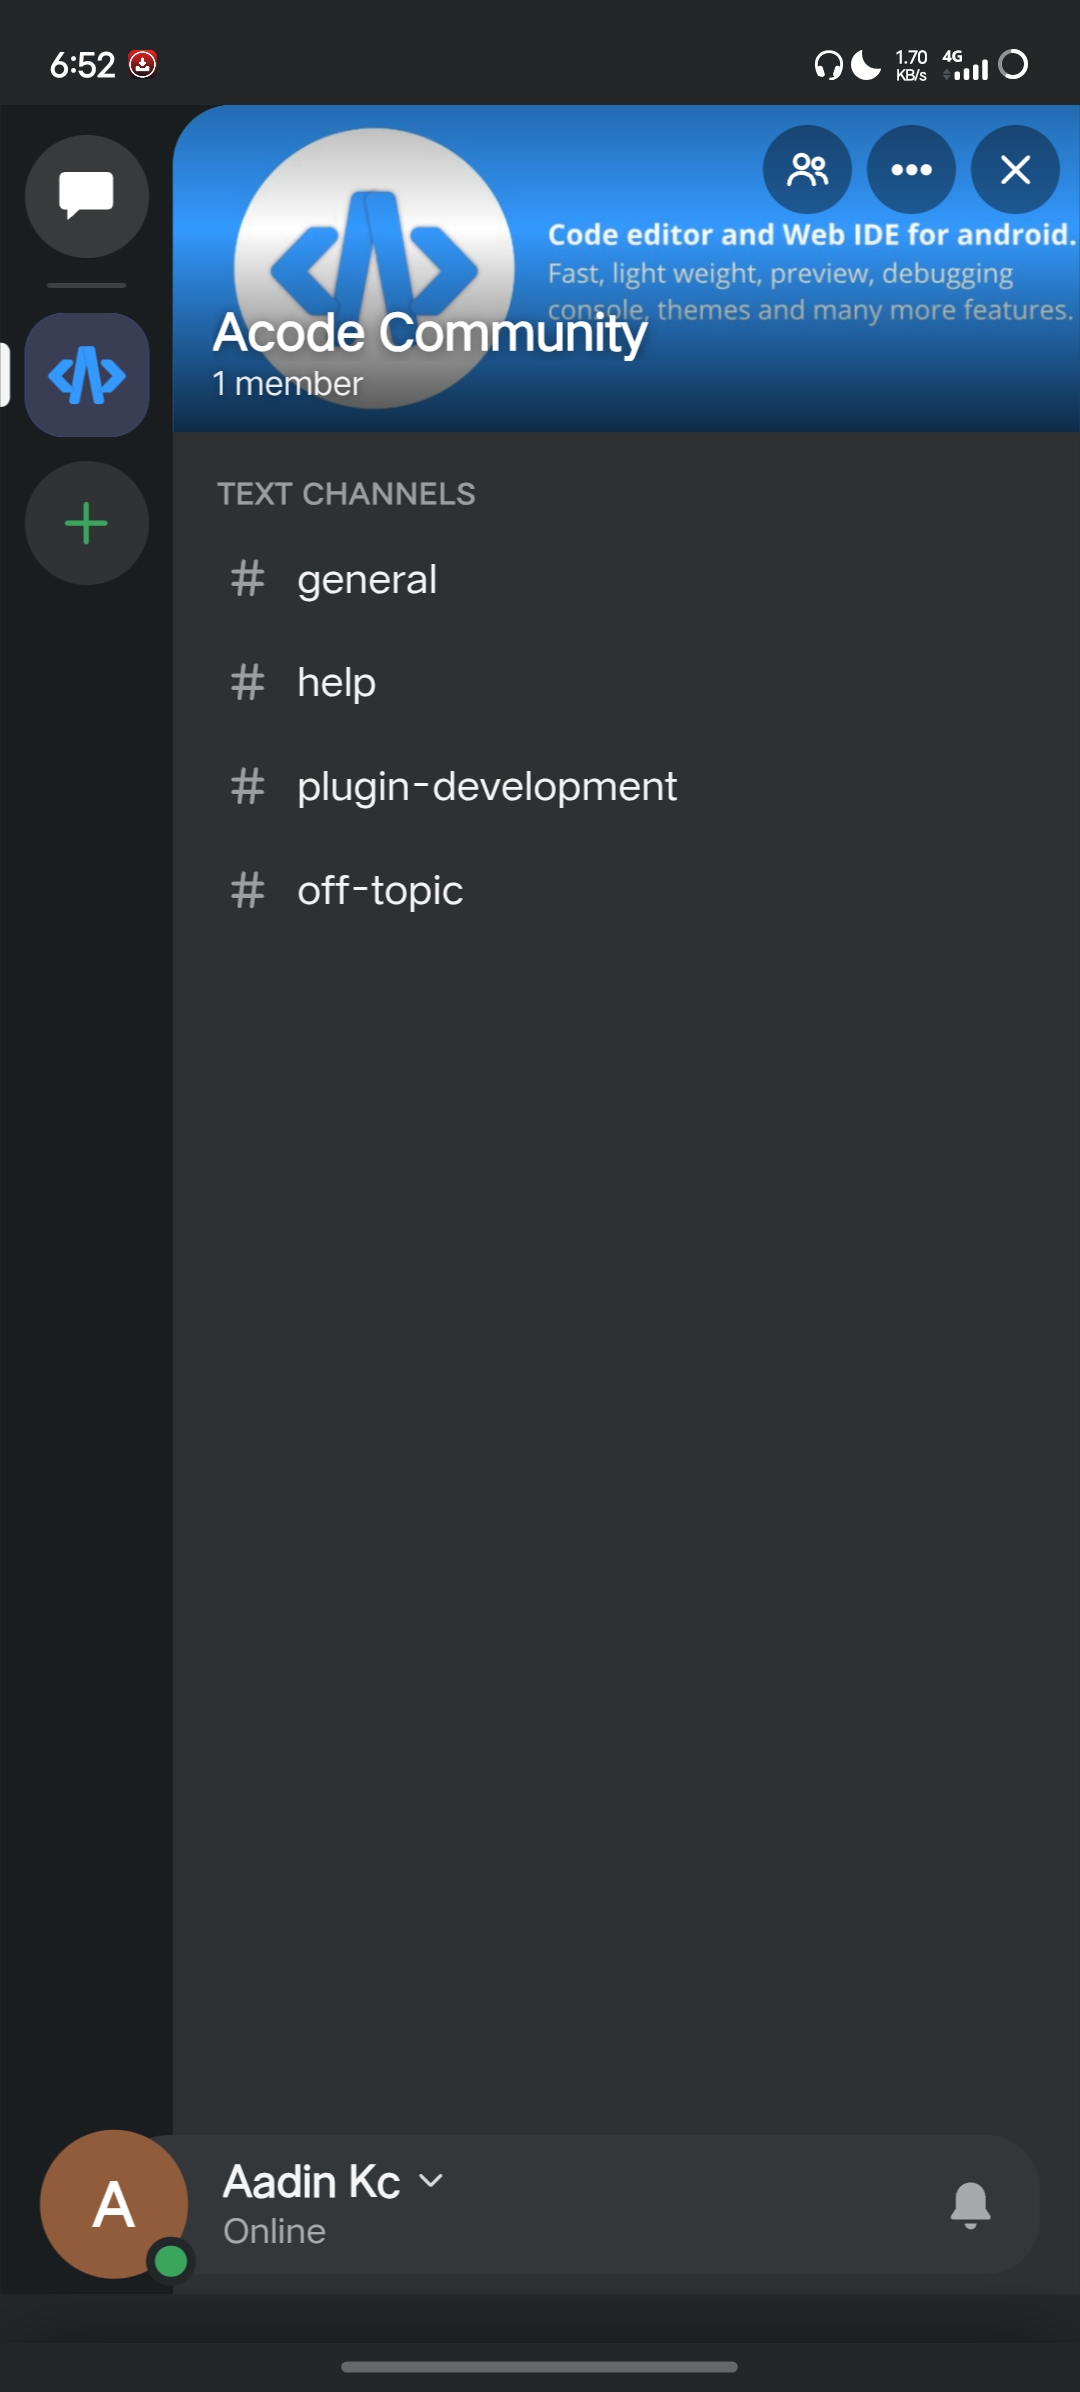 6:52
1.70
KB/s
4G
Code editor and Web IDE for android.
Fast, light weight, preview, debugging
console, themes and many more features.
Acode Community
1 member
TEXT CHANNELS
# general
# help
# plugin-development
# off-topic
A
Aadin Kc
Online